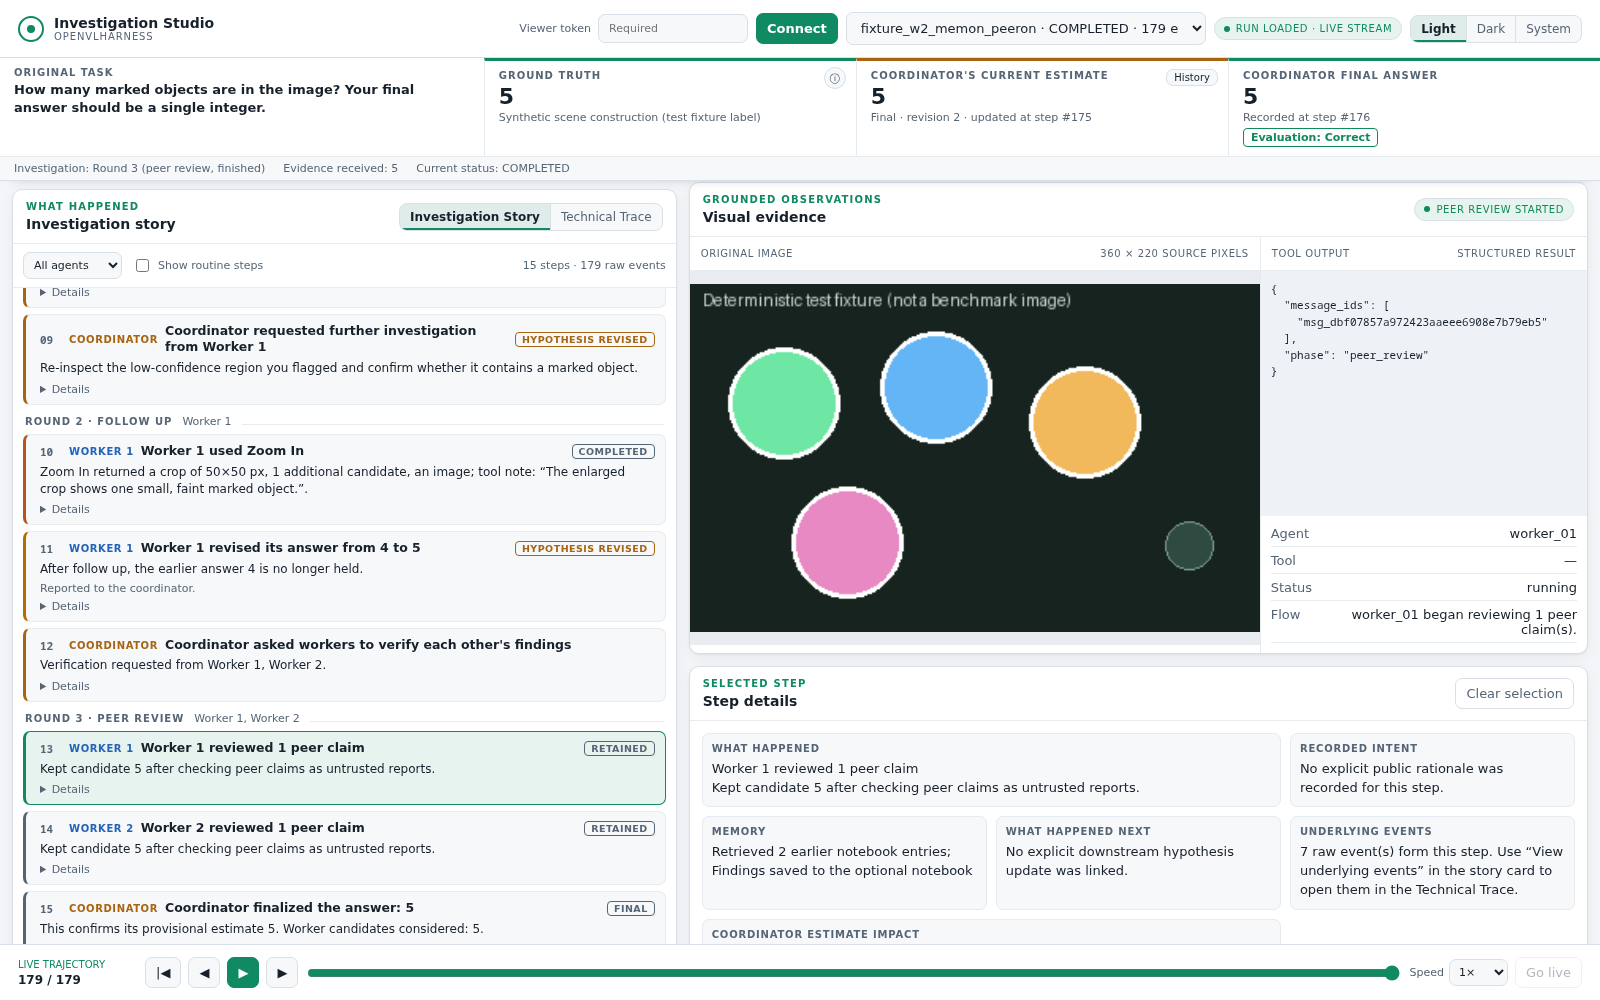 Investigation Studio
OPENVLHARNESS
Viewer token
Required
Connect
fixture_w2_memon_peeron · COMPLETED · 179 e
RUN LOADED · LIVE STREAM
Light
Dark
System
ORIGINAL TASK
How many marked objects are in the image? Your final
answer should be a single integer.
GROUND TRUTH
ⓘ
5
Synthetic scene construction (test fixture label)
COORDINATOR'S CURRENT ESTIMATE
History
5
Final · revision 2 · updated at step #175
COORDINATOR FINAL ANSWER
5
Recorded at step #176
Evaluation: Correct
Investigation: Round 3 (peer review, finished)
Evidence received: 5
Current status: COMPLETED
WHAT HAPPENED
Investigation story
Investigation Story
Technical Trace
All agents
Show routine steps
15 steps · 179 raw events
Details
09 COORDINATOR Coordinator requested further investigation
from Worker 1
HYPOTHESIS REVISED
Re-inspect the low-confidence region you flagged and confirm whether it contains a marked object.
Details
ROUND 2 · FOLLOW UP Worker 1
10 WORKER 1 Worker 1 used Zoom In
COMPLETED
Zoom In returned a crop of 50×50 px, 1 additional candidate, an image; tool note: “The enlarged
crop shows one small, faint marked object.”.
Details
11 WORKER 1 Worker 1 revised its answer from 4 to 5
HYPOTHESIS REVISED
After follow up, the earlier answer 4 is no longer held.
Reported to the coordinator.
Details
12 COORDINATOR Coordinator asked workers to verify each other's findings
Verification requested from Worker 1, Worker 2.
Details
ROUND 3 · PEER REVIEW Worker 1, Worker 2
13 WORKER 1 Worker 1 reviewed 1 peer claim
RETAINED
Kept candidate 5 after checking peer claims as untrusted reports.
Details
14 WORKER 2 Worker 2 reviewed 1 peer claim
RETAINED
Kept candidate 5 after checking peer claims as untrusted reports.
Details
15 COORDINATOR Coordinator finalized the answer: 5
FINAL
This confirms its provisional estimate 5. Worker candidates considered: 5.
GROUNDED OBSERVATIONS
Visual evidence
PEER REVIEW STARTED
ORIGINAL IMAGE
360 × 220 SOURCE PIXELS
Deterministic test fixture (not a benchmark image)
TOOL OUTPUT
STRUCTURED RESULT
{
"message_ids": [
"msg_dbf07857a972423aaeee6908e7b79eb5"
],
"phase": "peer_review"
}
Agent worker_01
Tool —
Status running
Flow worker_01 began reviewing 1 peer
claim(s).
SELECTED STEP
Step details
Clear selection
WHAT HAPPENED
Worker 1 reviewed 1 peer claim
Kept candidate 5 after checking peer claims as untrusted reports.
RECORDED INTENT
No explicit public rationale was
recorded for this step.
MEMORY
Retrieved 2 earlier notebook entries;
Findings saved to the optional notebook
WHAT HAPPENED NEXT
No explicit downstream hypothesis
update was linked.
UNDERLYING EVENTS
7 raw event(s) form this step. Use “View
underlying events” in the story card to
open them in the Technical Trace.
COORDINATOR ESTIMATE IMPACT
LIVE TRAJECTORY
179 / 179
Speed
1×
Go live